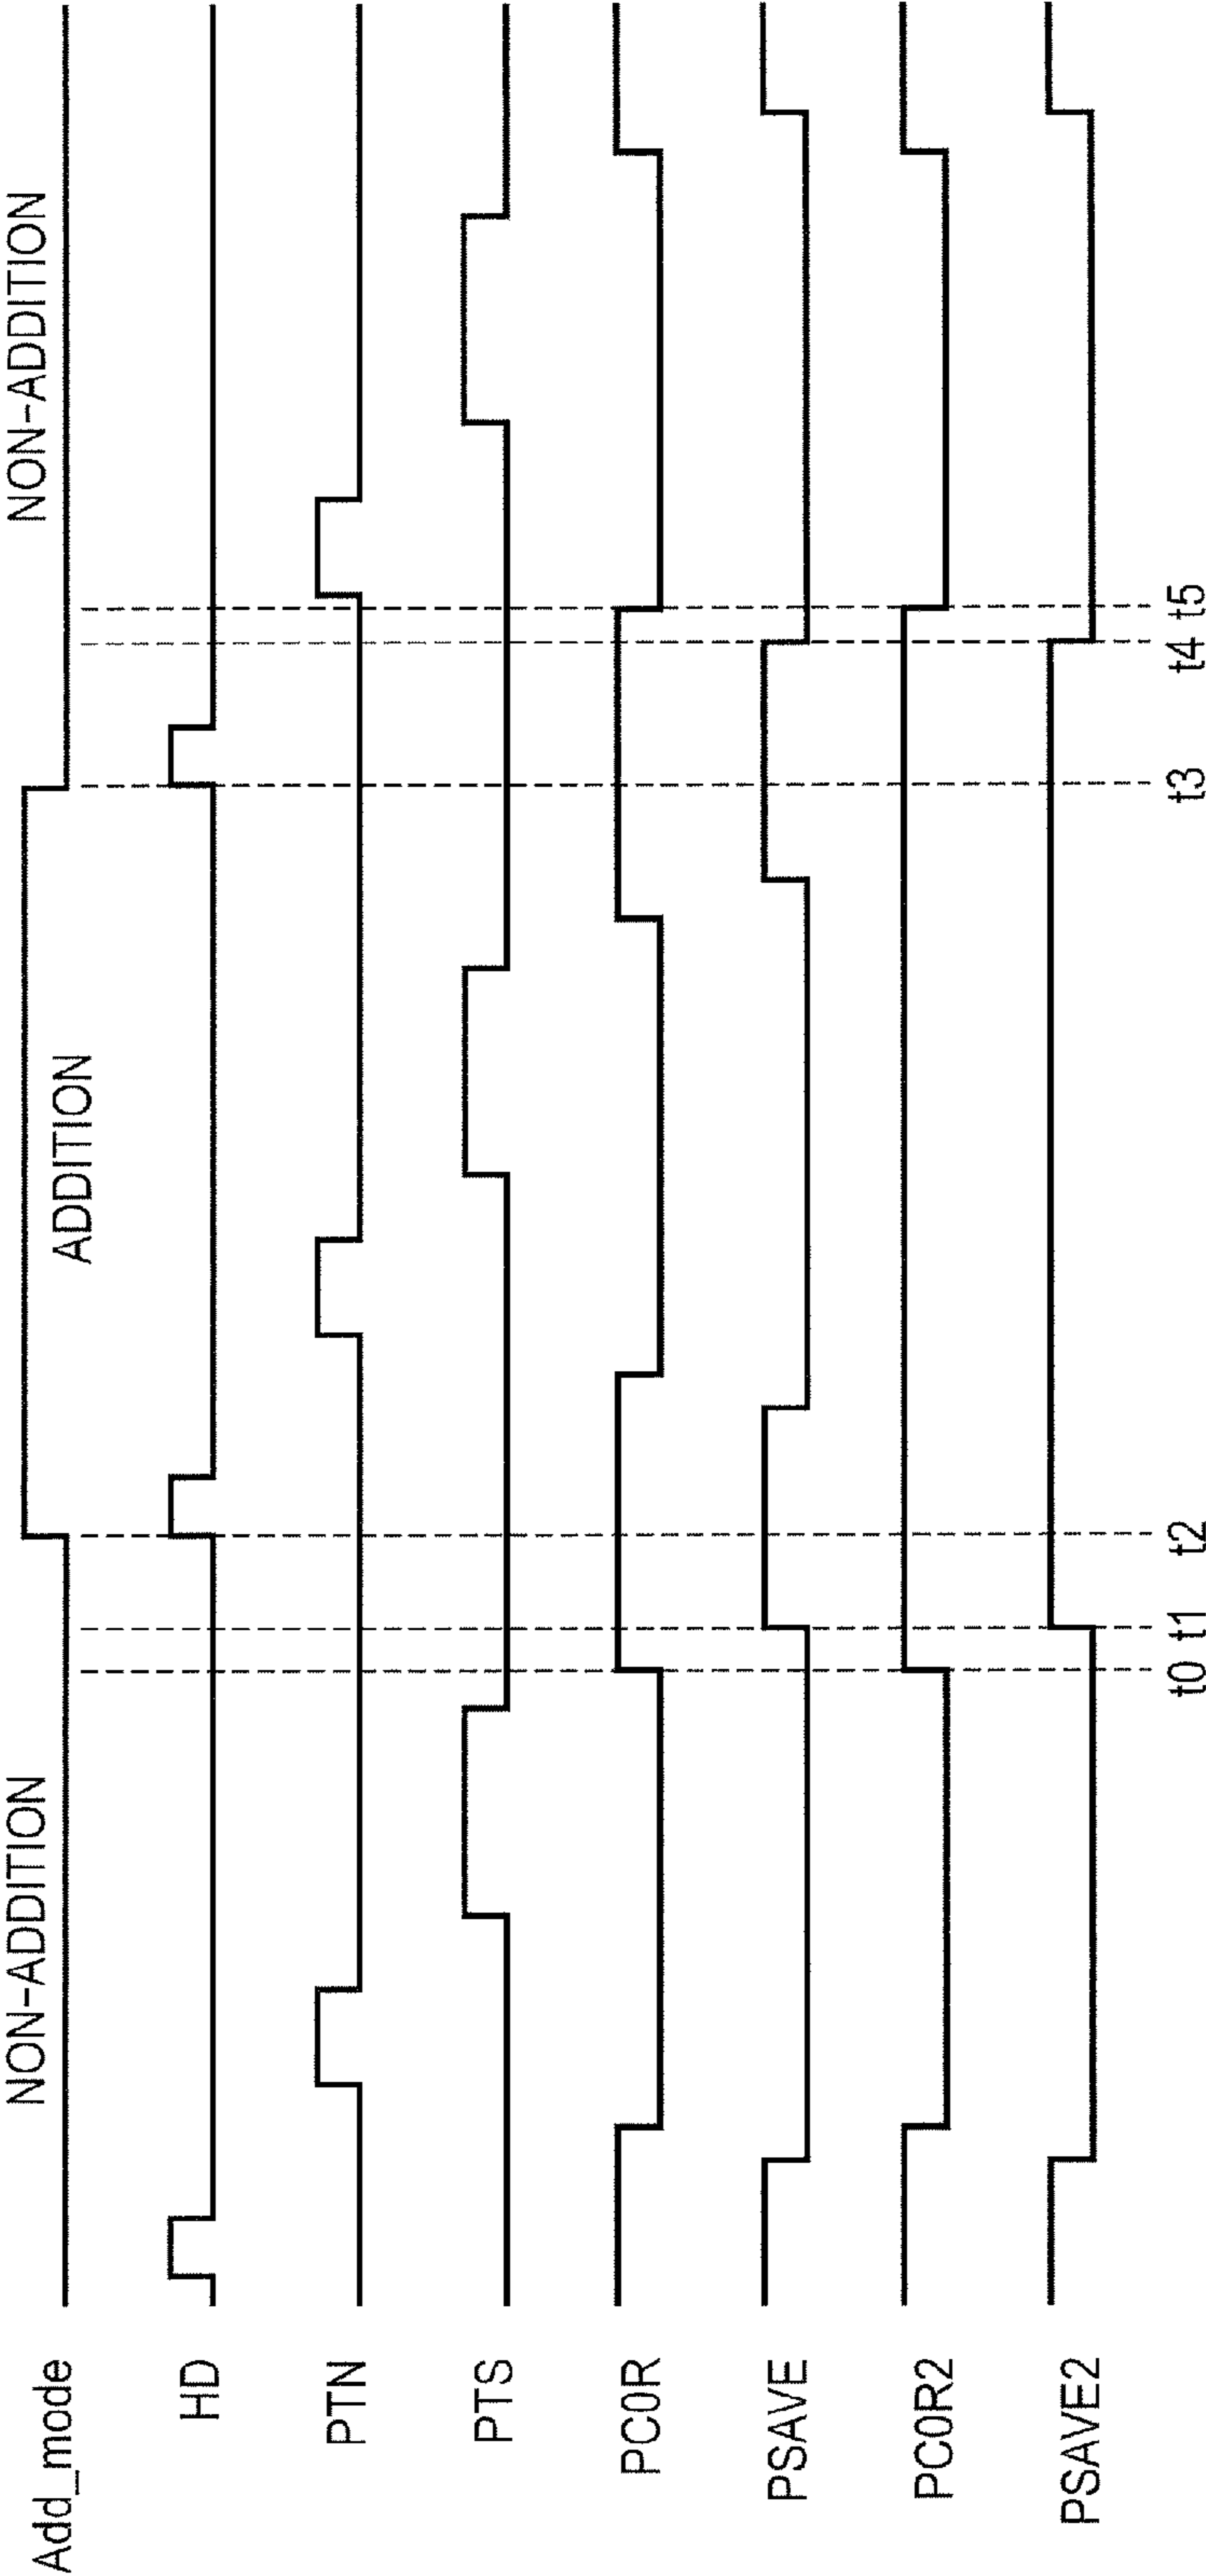 NON-ADDITION
ADDITION
NON-ADDITION
Add_mode
HD
PTN
PTS
PC0R
PSAVE
PC0R2
PSAVE2
t0
t1
t2
t3
t4
t5